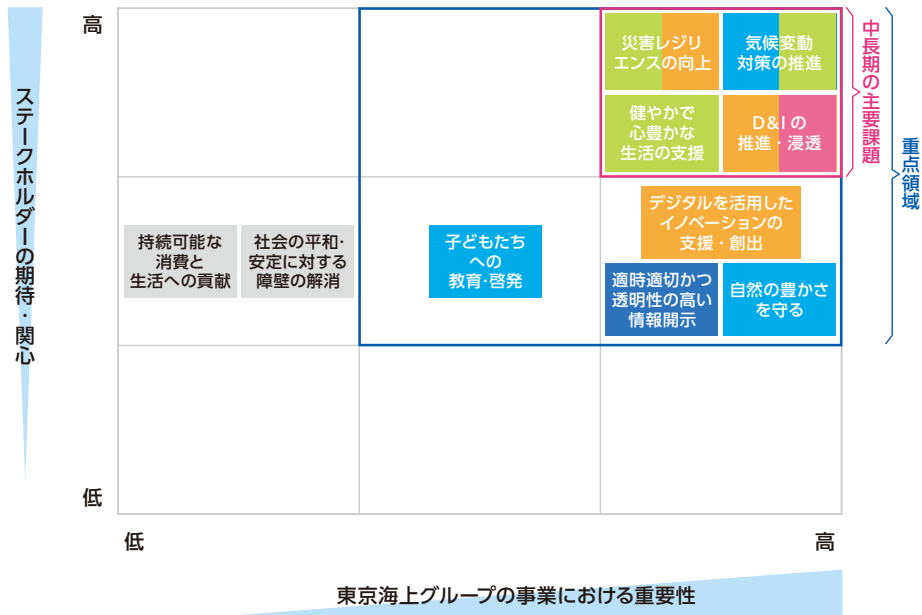 高
ステークホルダーの期待・関心
低
災害レジリ
エンスの向上
気候変動
対策の推進
健やかで
心豊かな
生活の支援
D&Iの
推進・浸透
中長期の主要課題
重点領域
持続可能な
消費と
生活への貢献
社会の平和・
安定に対する
障壁の解消
子どもたち
への
教育・啓発
デジタルを活用した
イノベーションの
支援・創出
適時適切かつ
透明性の高い
情報開示
自然の豊かさ
を守る
低
高
東京海上グループの事業における重要性